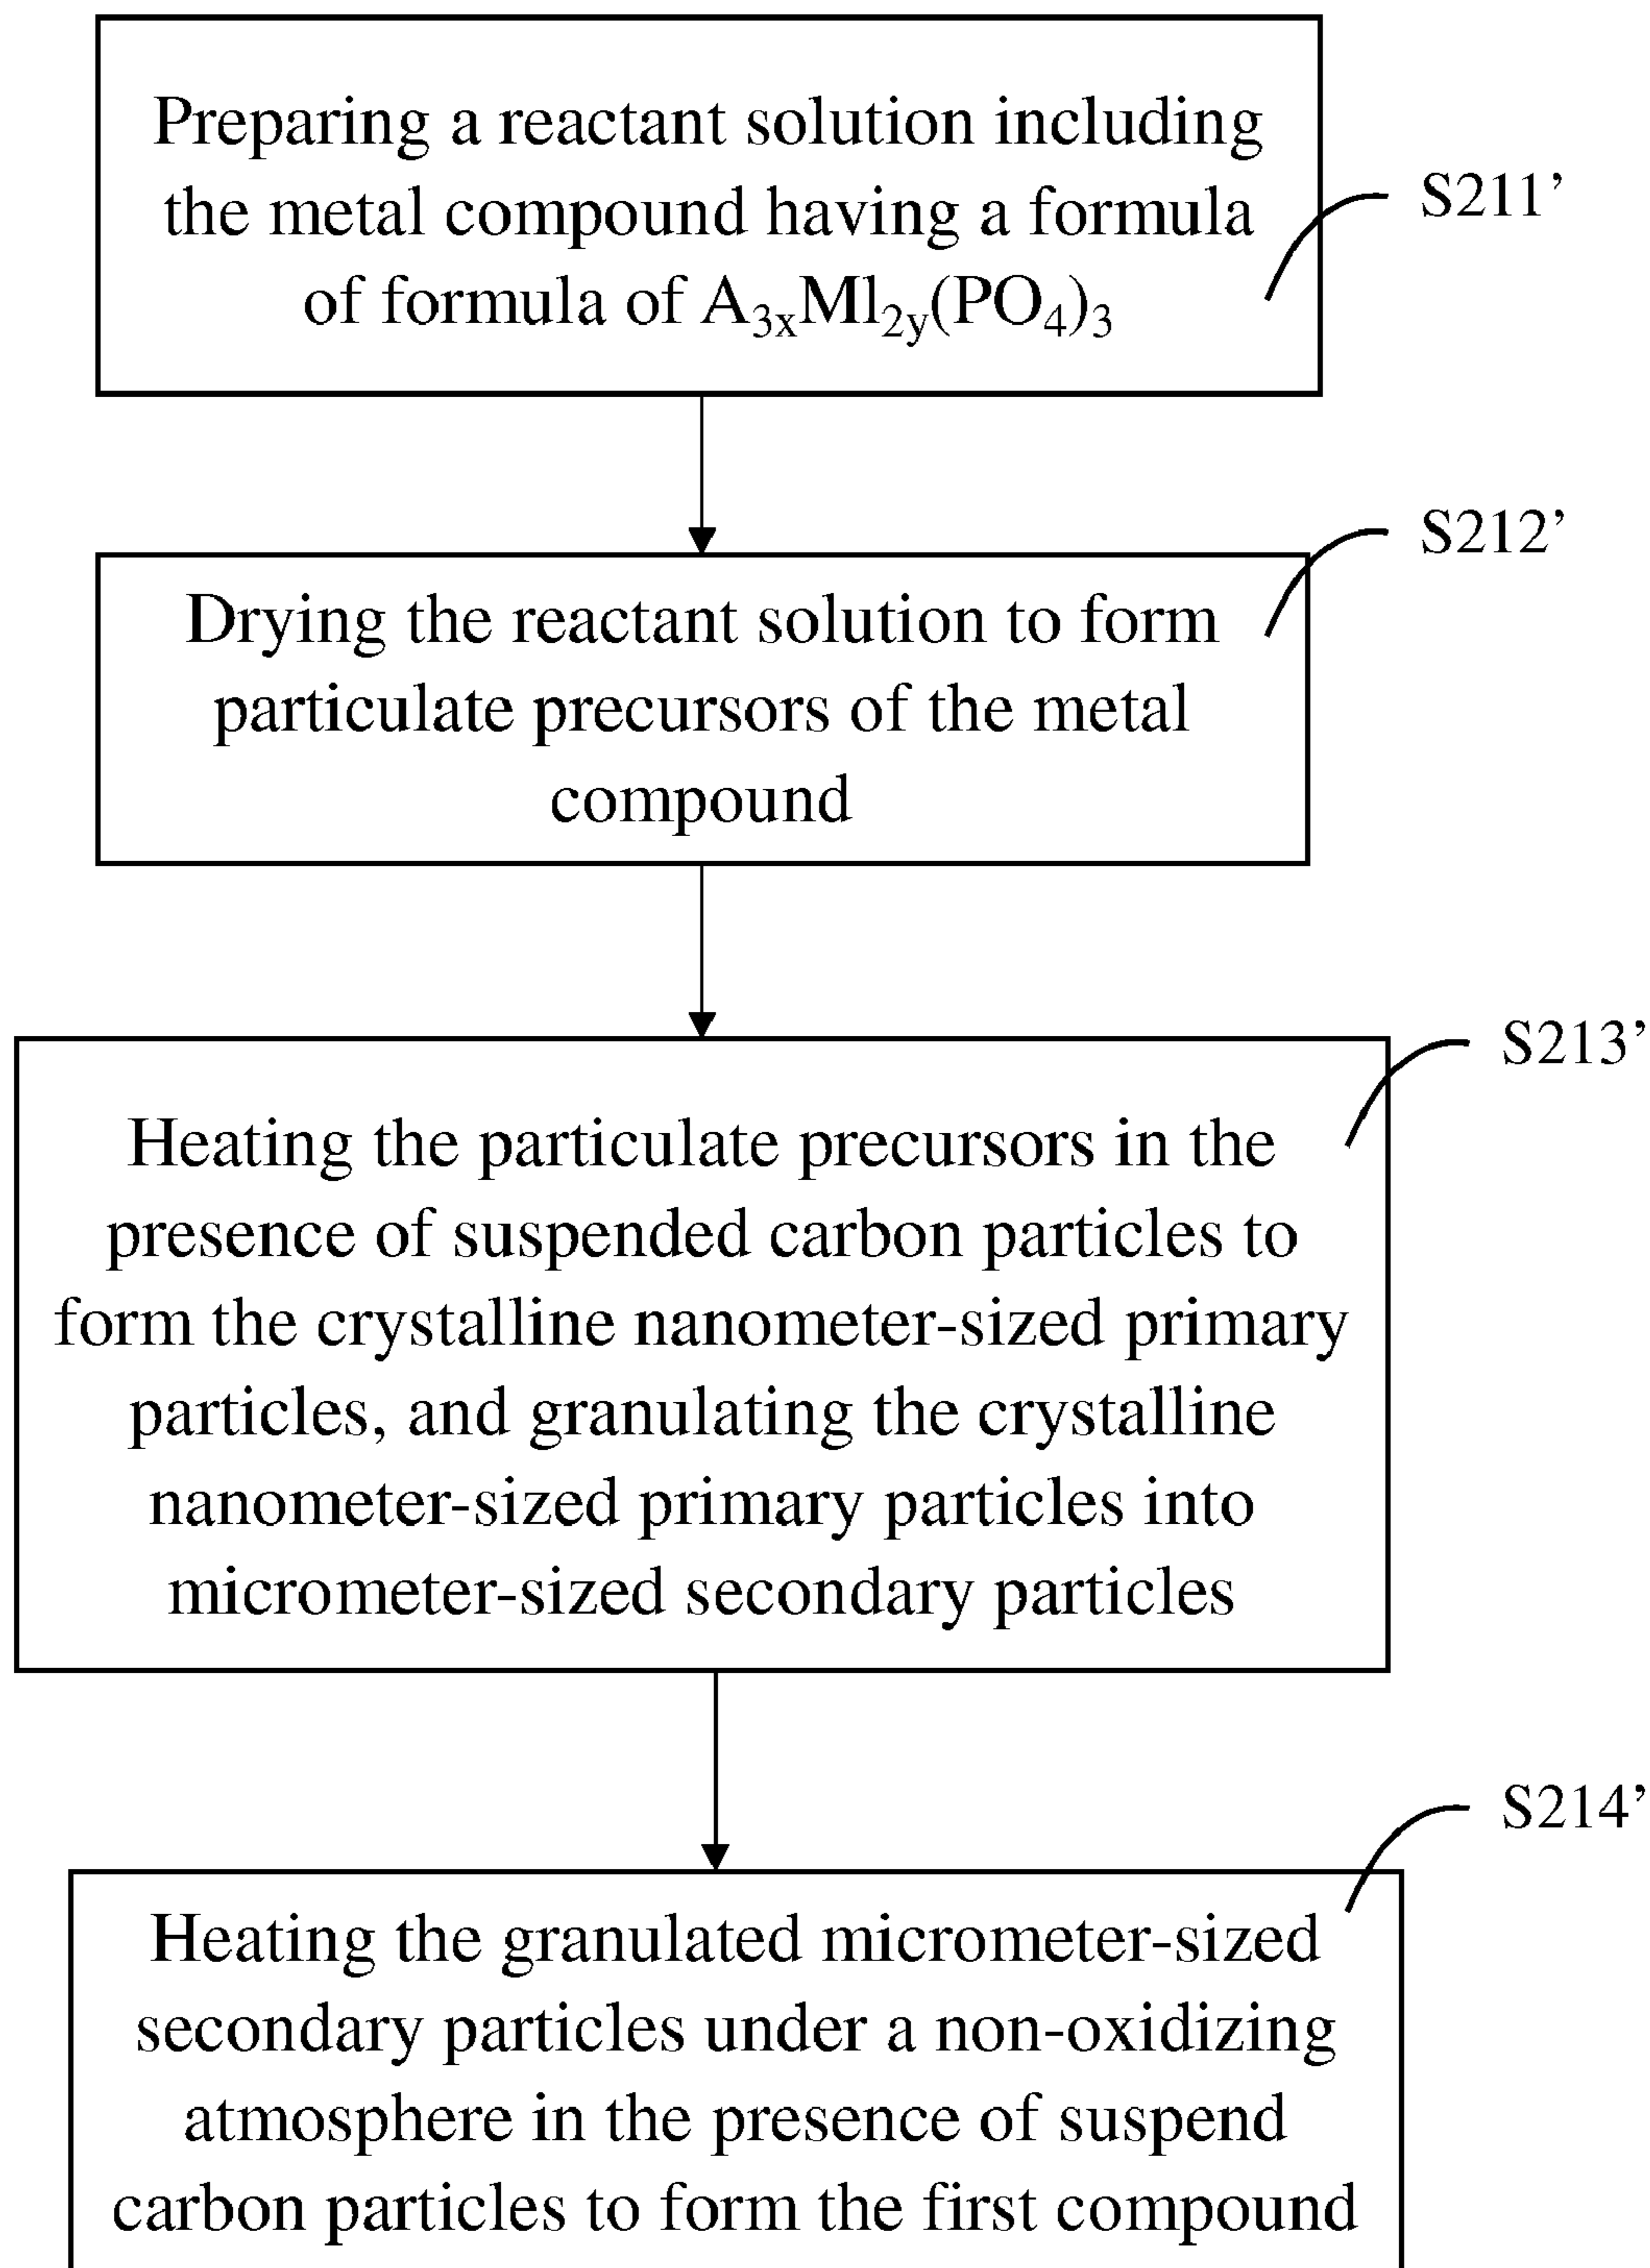 Preparing a reactant solution including
the metal compound having a formula
of formula of A3xMl2y(PO4)3
S211’
Drying the reactant solution to form
particulate precursors of the metal
compound
S212’
Heating the particulate precursors in the
presence of suspended carbon particles to
form the crystalline nanometer-sized primary
particles, and granulating the crystalline
nanometer-sized primary particles into
micrometer-sized secondary particles
S213’
Heating the granulated micrometer-sized
secondary particles under a non-oxidizing
atmosphere in the presence of suspend
carbon particles to form the first compound
S214’